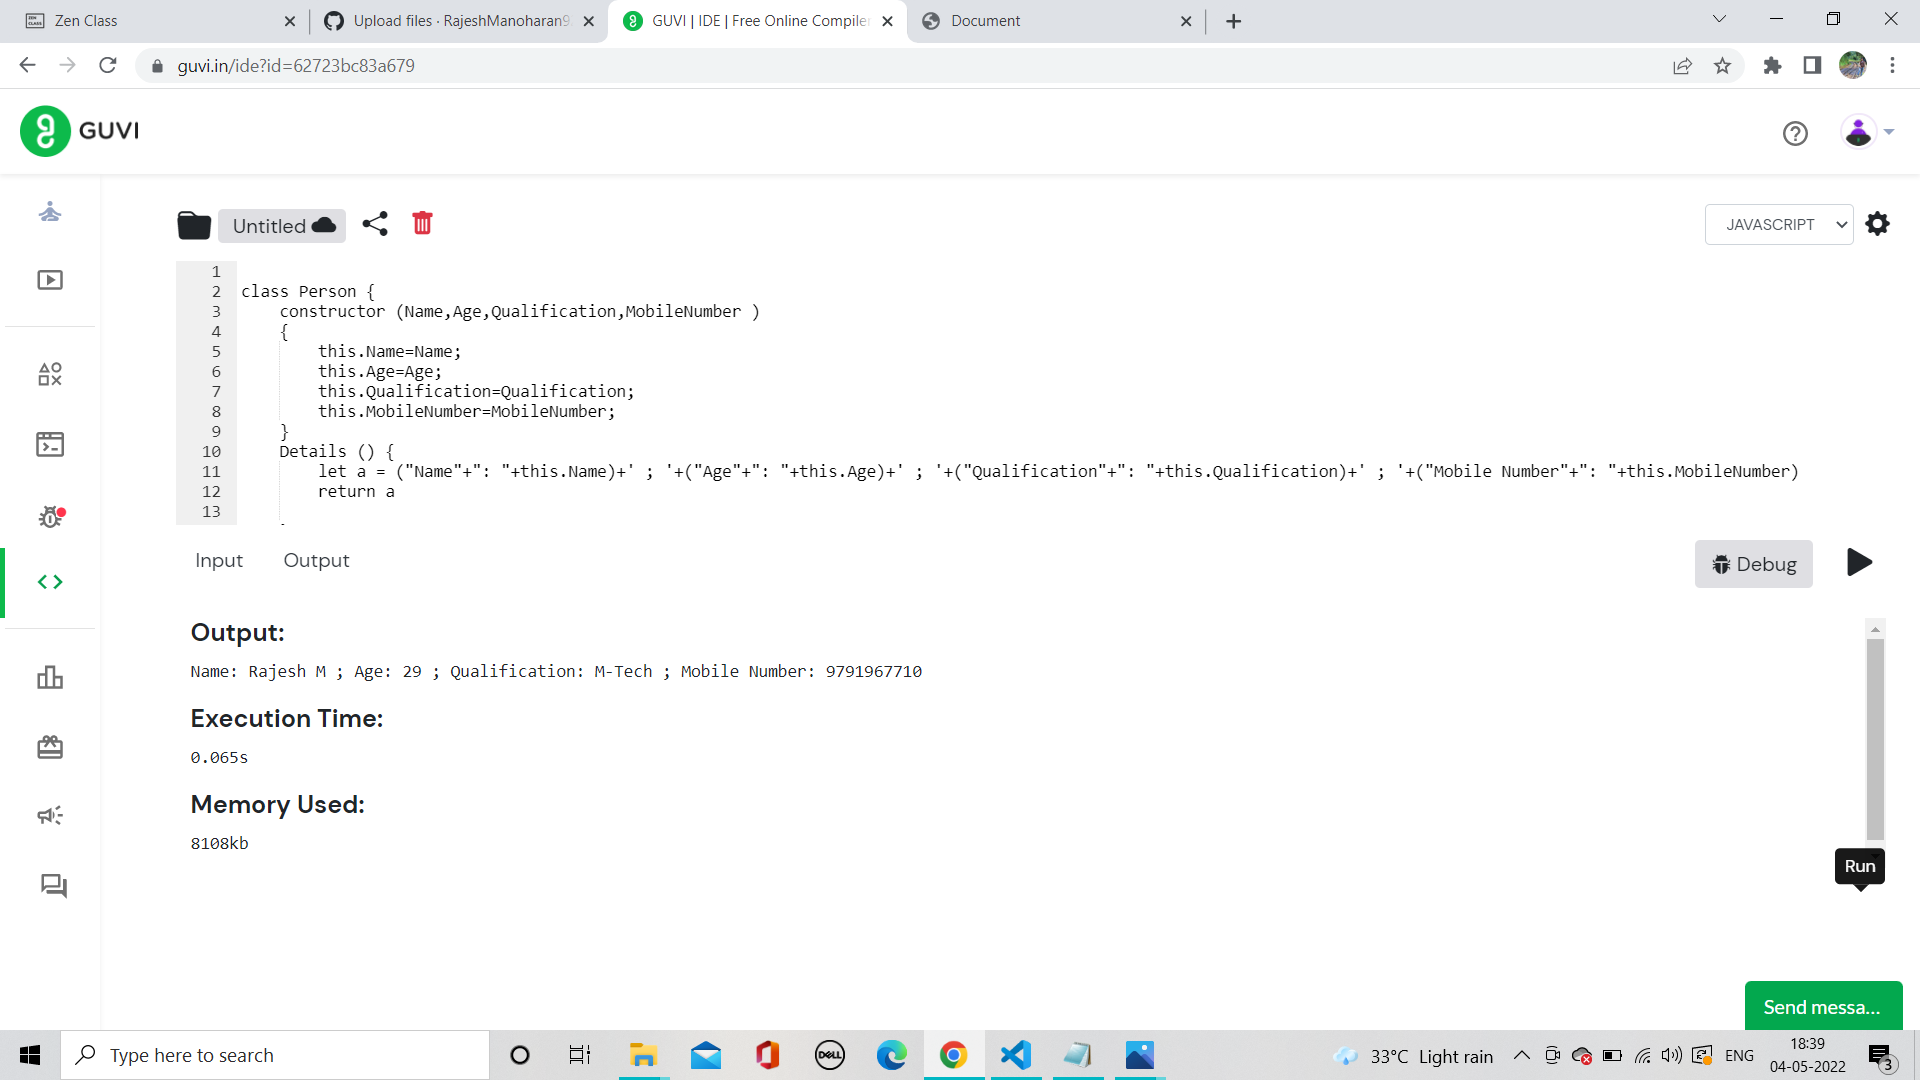 Zen Class
Upload files · RajeshManoharan9
GUVI | IDE | Free Online Compiler
Document
guvi.in/ide?id=62723bc83a679
GUVI
Untitled
JAVASCRIPT
1
2 class Person {
3 constructor (Name,Age,Qualification,MobileNumber )
4 {
5 this.Name=Name;
6 this.Age=Age;
7 this.Qualification=Qualification;
8 this.MobileNumber=MobileNumber;
9 }
10 Details () {
11 let a = ("Name"+": "+this.Name)+' ; '+("Age"+": "+this.Age)+' ; '+("Qualification"+": "+this.Qualification)+' ; '+("Mobile Number"+": "+this.MobileNumber)
12 return a
13
Input Output
Debug
Output:
Name: Rajesh M ; Age: 29 ; Qualification: M-Tech ; Mobile Number: 9791967710
Execution Time:
0.065s
Memory Used:
8108kb
Run
Send messa...
Type here to search
DELL
33°C Light rain
ENG
18:39
04-05-2022
3